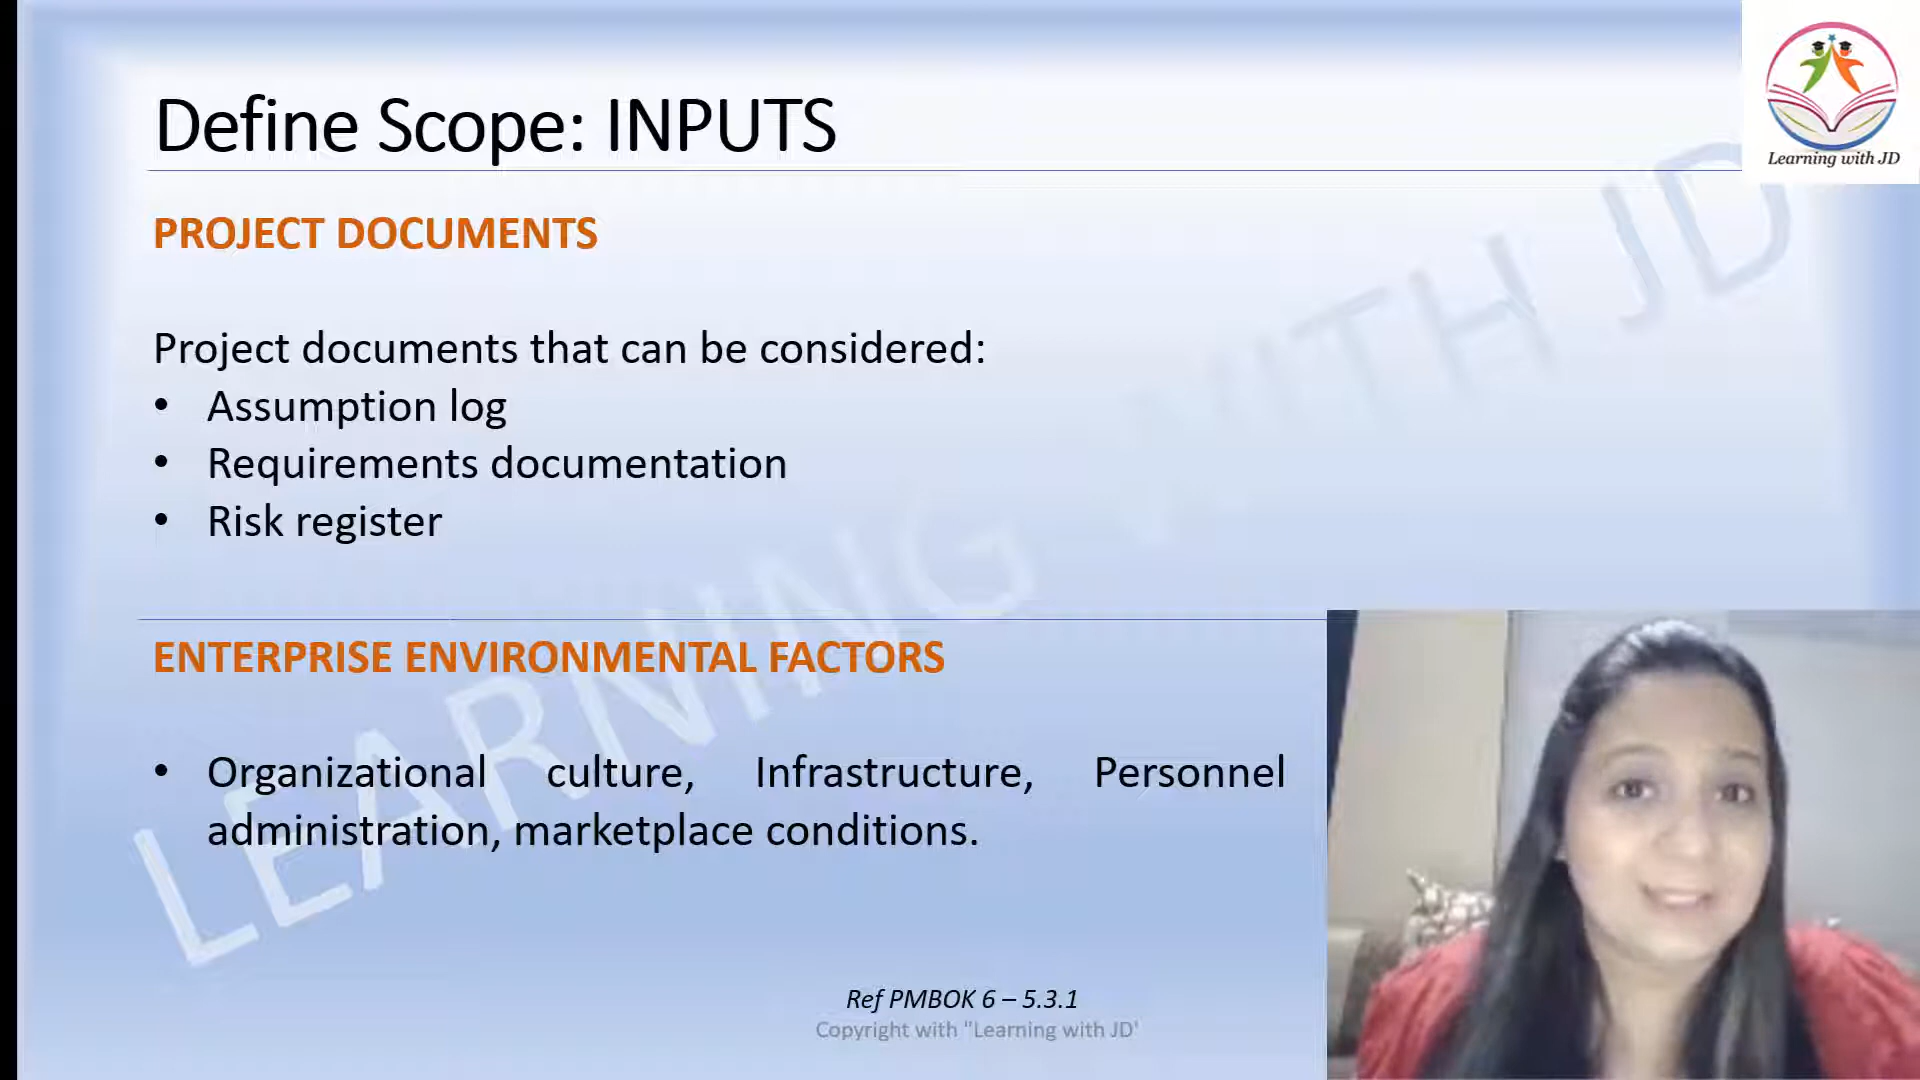 Define Scope: INPUTS
Learning with JD
PROJECT DOCUMENTS
Project documents that can be considered:
• Assumption log
• Requirements documentation
• Risk register
ENTERPRISE ENVIRONMENTAL FACTORS
• Organizational culture, Infrastructure, Personnel
administration, marketplace conditions.
LEARNING WITH JD
Ref PMBOK 6 – 5.3.1
Copyright with "Learning with JD'